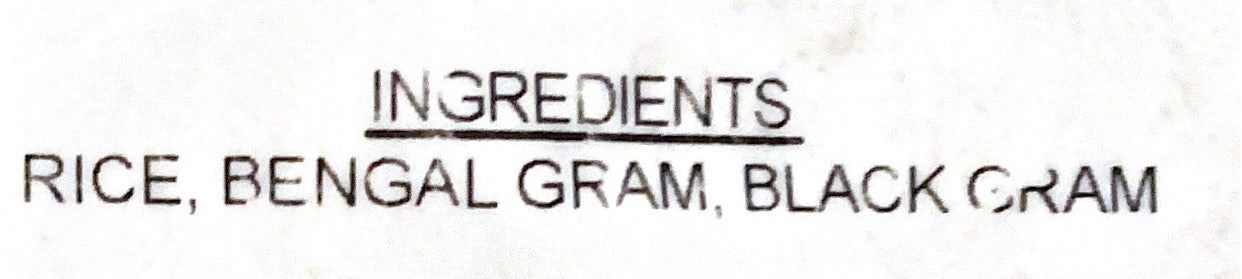 INGREDIENTS
RICE, BENGAL GRAM, BLACK GRAM